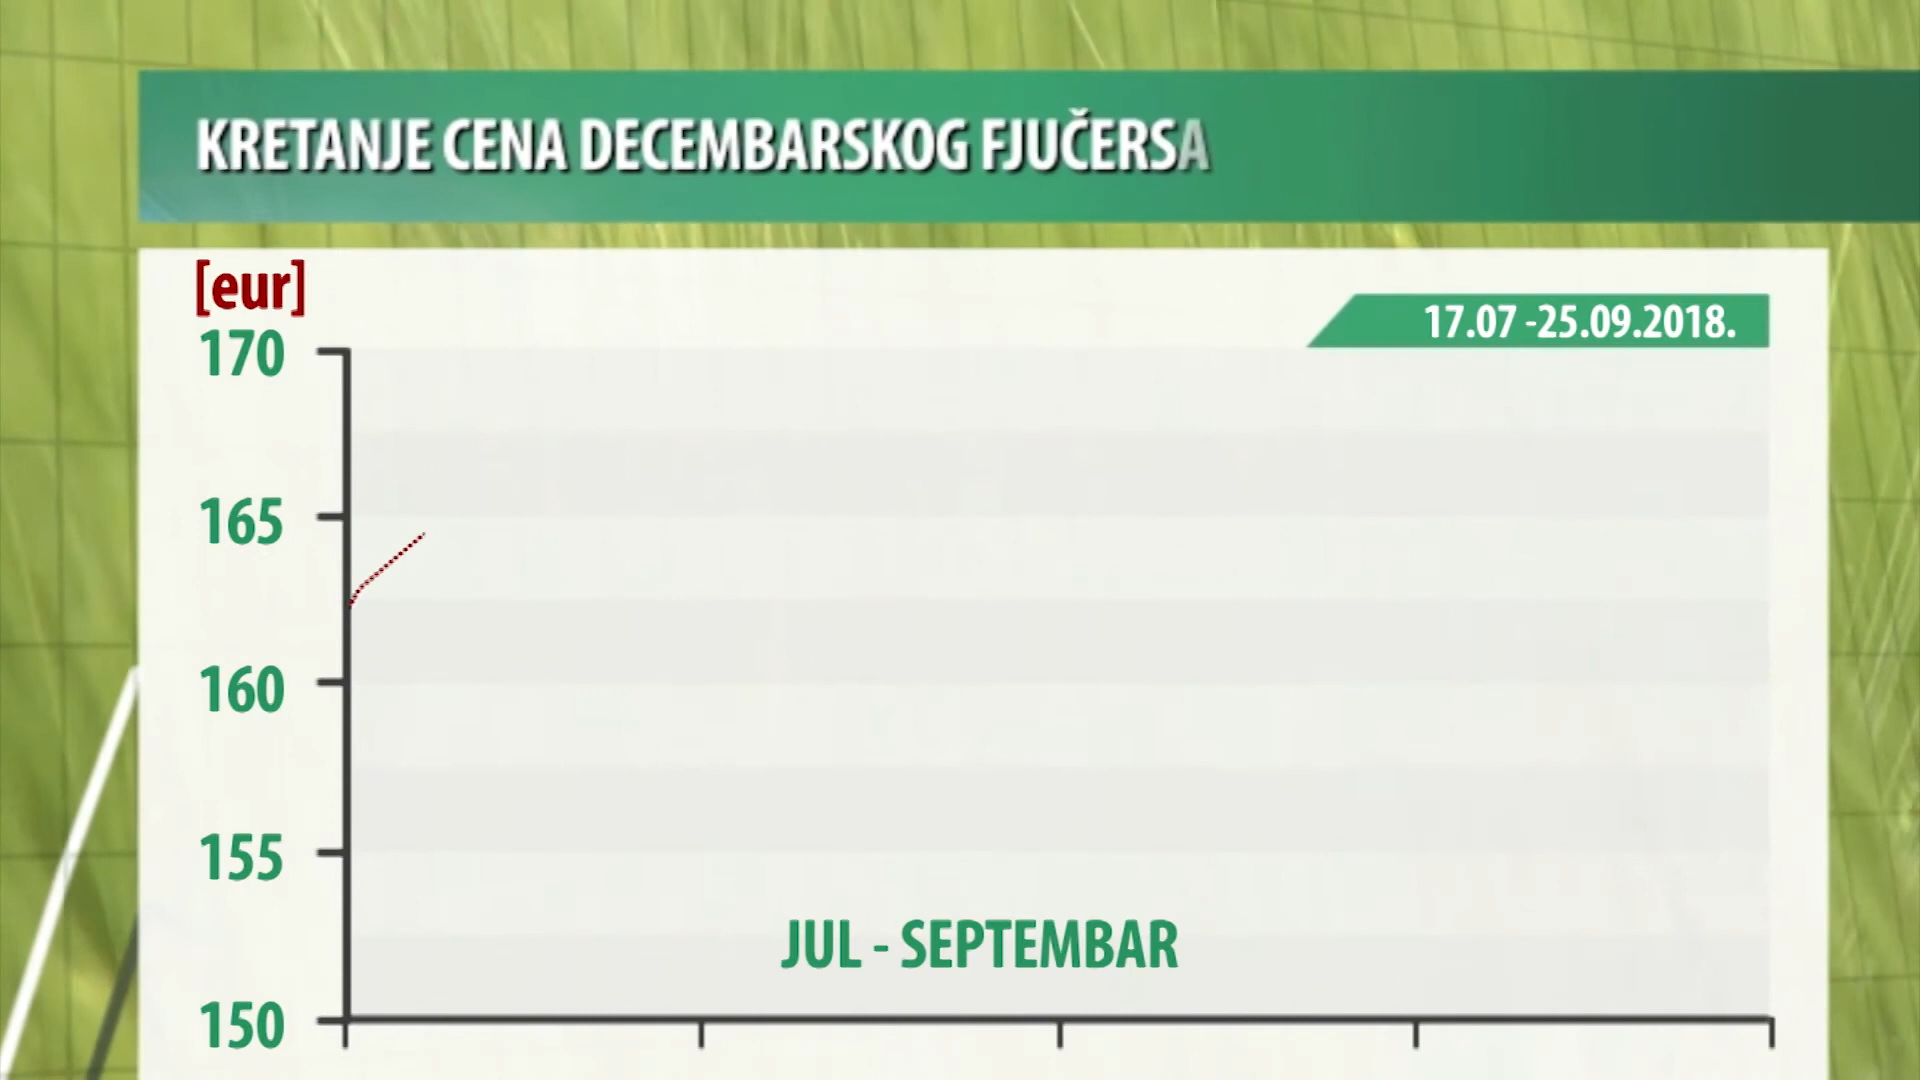 KRETANJE CENA DECEMBARSKOG FJUČERSA
[eur]
17.07 -25.09.2018.
170
165
160
155
150
JUL - SEPTEMBAR